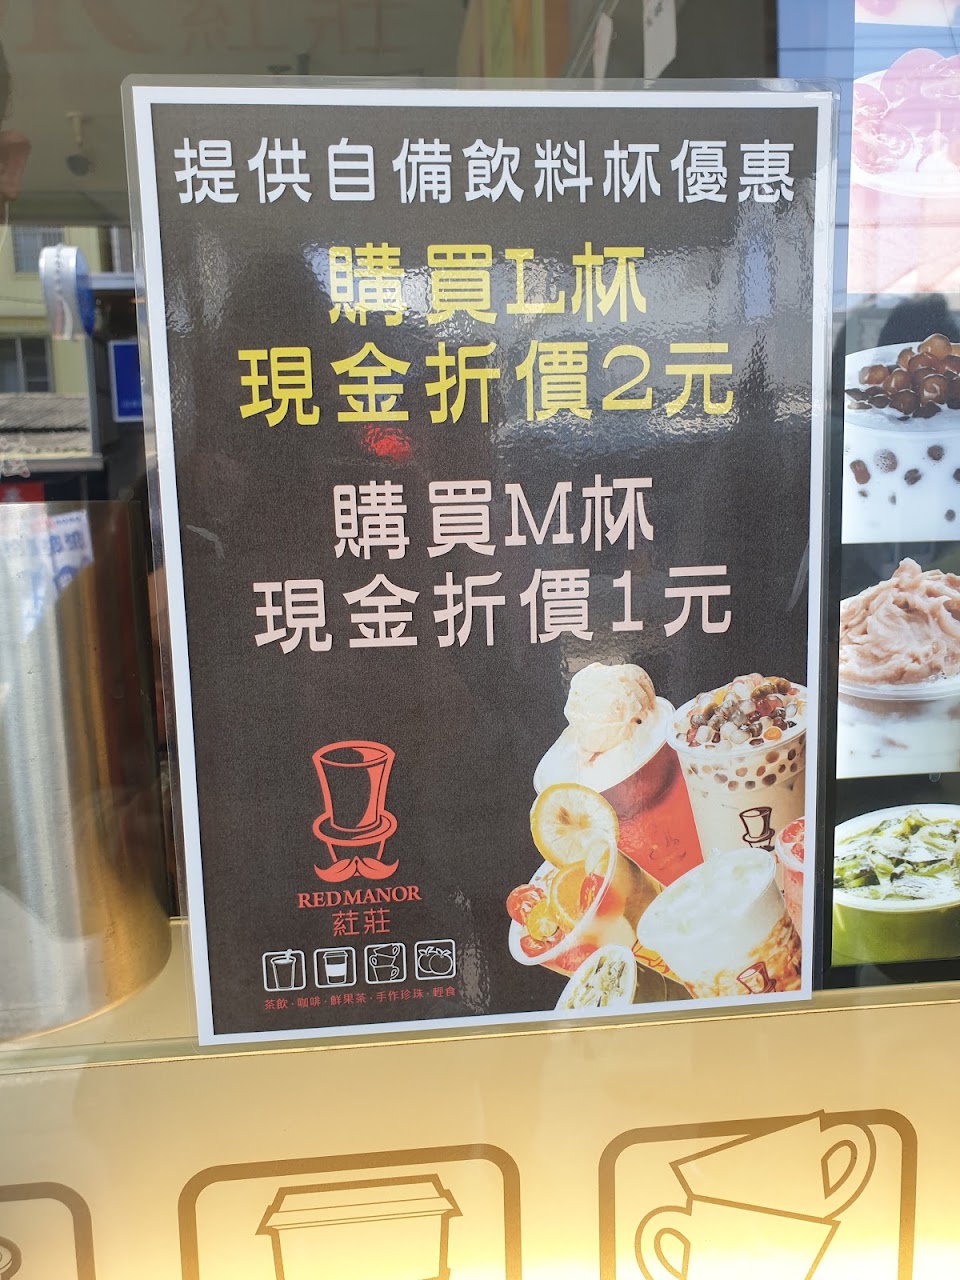 提供自備飲料杯優惠
購買L杯
現金折價2元
購買M杯
現金折價1元
RED MANOR
葒莊
茶飲·咖啡·鮮果茶·手作珍珠·輕食